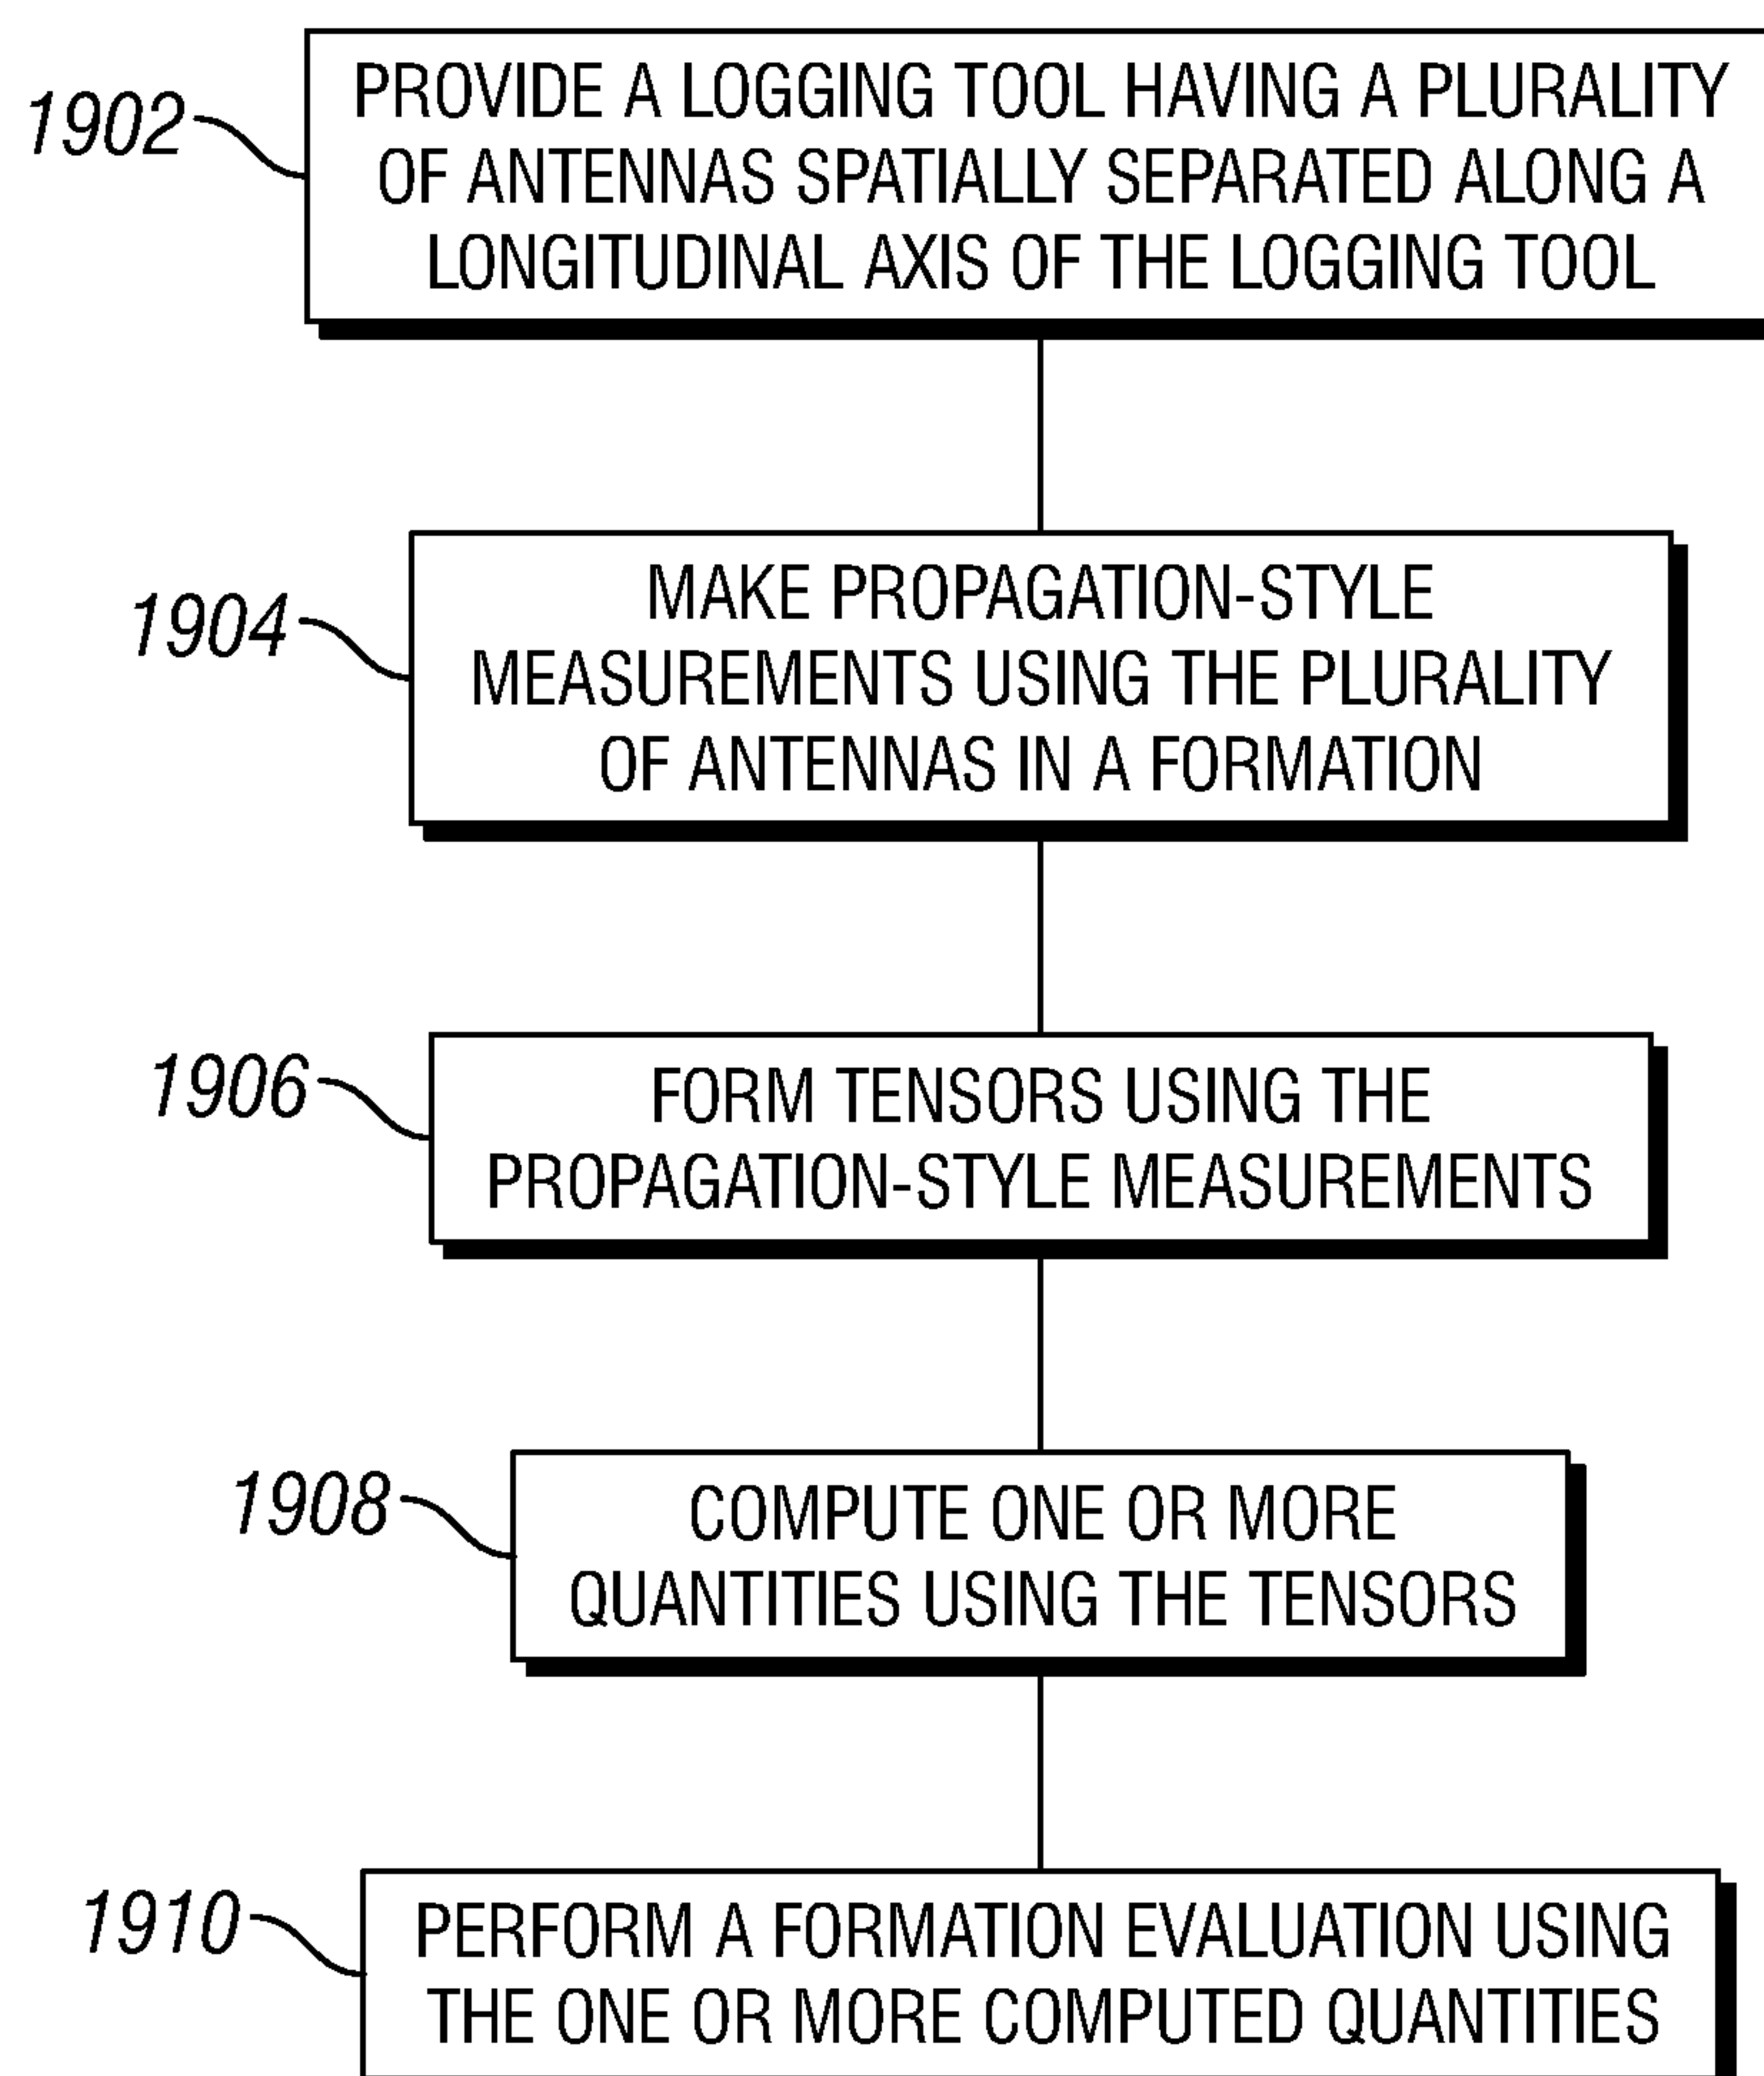 1902
PROVIDE A LOGGING TOOL HAVING A PLURALITY
OF ANTENNAS SPATIALLY SEPARATED ALONG A
LONGITUDINAL AXIS OF THE LOGGING TOOL
1904
MAKE PROPAGATION-STYLE
MEASUREMENTS USING THE PLURALITY
OF ANTENNAS IN A FORMATION
1906
FORM TENSORS USING THE
PROPAGATION-STYLE MEASUREMENTS
1908
COMPUTE ONE OR MORE
QUANTITIES USING THE TENSORS
1910
PERFORM A FORMATION EVALUATION USING
THE ONE OR MORE COMPUTED QUANTITIES